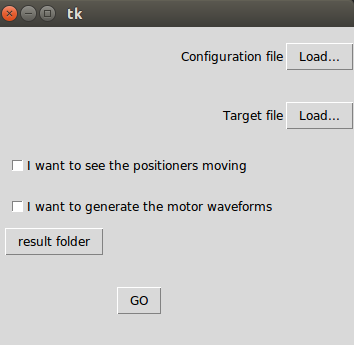 tk
Configuration file Load...
Target file Load...
I want to see the positioners moving
I want to generate the motor waveforms
result folder
GO